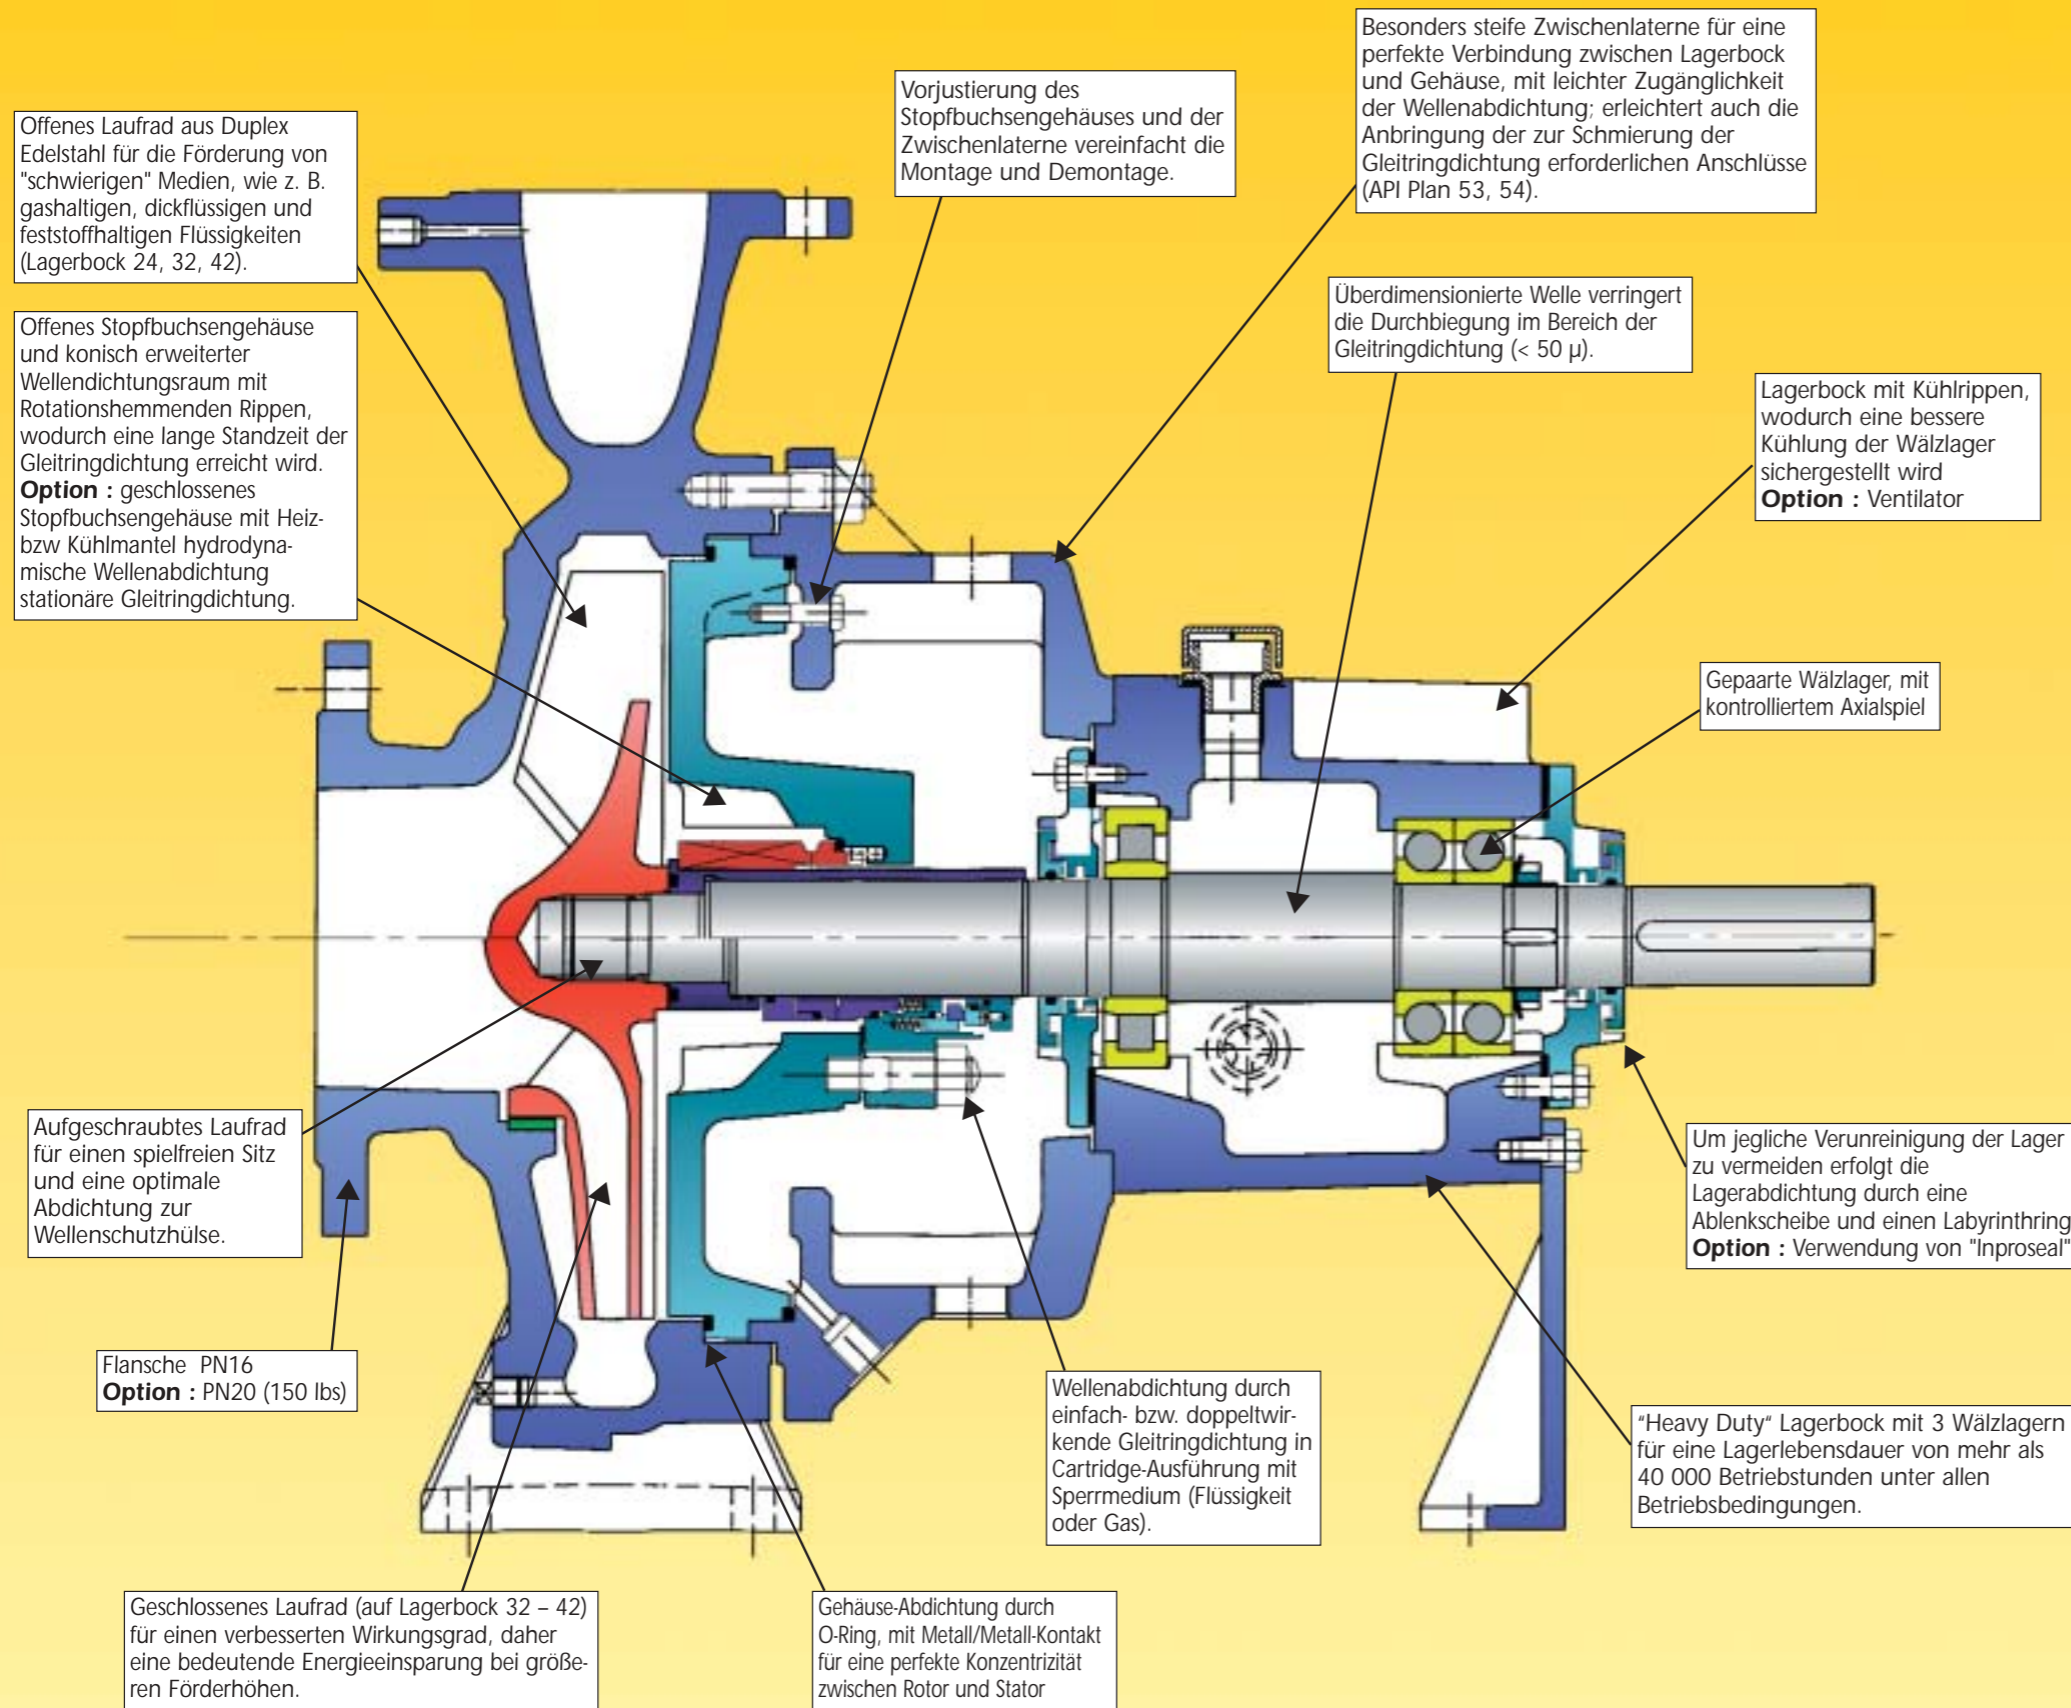 Besonders steife Zwischenlaterne für eine
perfekte Verbindung zwischen Lagerbock
und Gehäuse, mit leichter Zugänglichkeit
der Wellenabdichtung; erleichtert auch die
Anbringung der zur Schmierung der
Gleitringdichtung erforderlichen Anschlüsse
(API Plan 53, 54).
Vorjustierung des
Stopfbuchsengehäuses und der
Zwischenlaterne vereinfacht die
Montage und Demontage.
Offenes Laufrad aus Duplex
Edelstahl für die Förderung von
"schwierigen" Medien, wie z. B.
gashaltigen, dickflüssigen und
feststoffhaltigen Flüssigkeiten
(Lagerbock 24, 32, 42).
Überdimensionierte Welle verringert
die Durchbiegung im Bereich der
Gleitringdichtung (< 50 µ).
Offenes Stopfbuchsengehäuse
und konisch erweiterter
Wellendichtungsraum mit
Rotationshemmenden Rippen,
wodurch eine lange Standzeit der
Gleitringdichtung erreicht wird.
Option : geschlossenes
Stopfbuchsengehäuse mit Heiz-
bzw Kühlmantel hydrodyna-
mische Wellenabdichtung
stationäre Gleitringdichtung.
Lagerbock mit Kühlrippen,
wodurch eine bessere
Kühlung der Wälzlager
sichergestellt wird
Option : Ventilator
Gepaarte Wälzlager, mit
kontrolliertem Axialspiel
Aufgeschraubtes Laufrad
für einen spielfreien Sitz
und eine optimale
Abdichtung zur
Wellenschutzhülse.
Um jegliche Verunreinigung der Lager
zu vermeiden erfolgt die
Lagerabdichtung durch eine
Ablenkscheibe und einen Labyrinthring
Option : Verwendung von "Inproseal"
Flansche PN16
Option : PN20 (150 lbs)
Wellenabdichtung durch
einfach- bzw. doppeltwir-
kende Gleitringdichtung in
Cartridge-Ausführung mit
Sperrmedium (Flüssigkeit
oder Gas).
"Heavy Duty" Lagerbock mit 3 Wälzlagern
für eine Lagerlebensdauer von mehr als
40 000 Betriebstunden unter allen
Betriebsbedingungen.
Geschlossenes Laufrad (auf Lagerbock 32 – 42)
für einen verbesserten Wirkungsgrad, daher
eine bedeutende Energieeinsparung bei größe-
ren Förderhöhen.
Gehäuse-Abdichtung durch
O-Ring, mit Metall/Metall-Kontakt
für eine perfekte Konzentrizität
zwischen Rotor und Stator